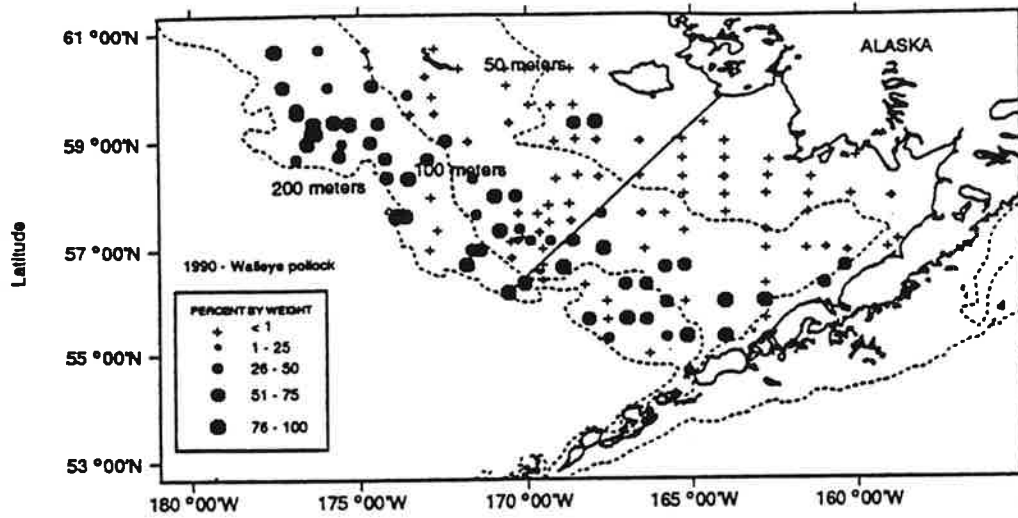 61 °00'N
59 °00'N
57 °00'N
55 °00'N
53 °00'N
Latitude
ALASKA
50 meters
100 meters
200 meters
1990 - Walleye pollock
PERCENT BY WEIGHT
< 1
1 - 25
26 - 50
51 - 75
76 - 100
180 °00'W
175 °00'W
170 °00'W
165 °00'W
160 °00'W